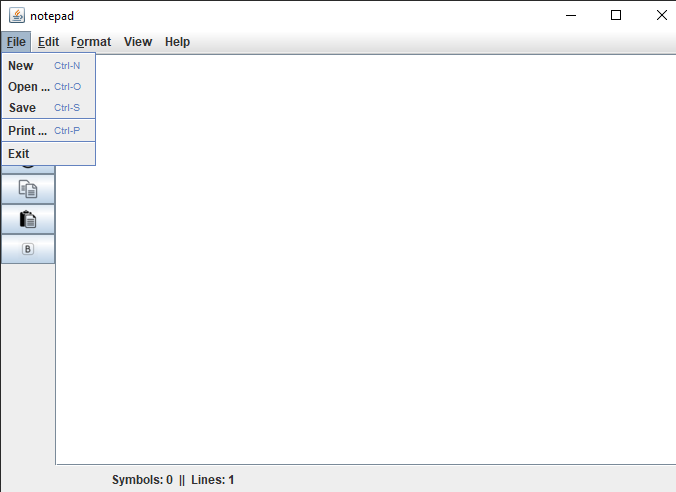 notepad
File Edit Format View Help
New Ctrl-N
Open ... Ctrl-O
Save Ctrl-S
Print ... Ctrl-P
Exit
B
Symbols: 0 || Lines: 1